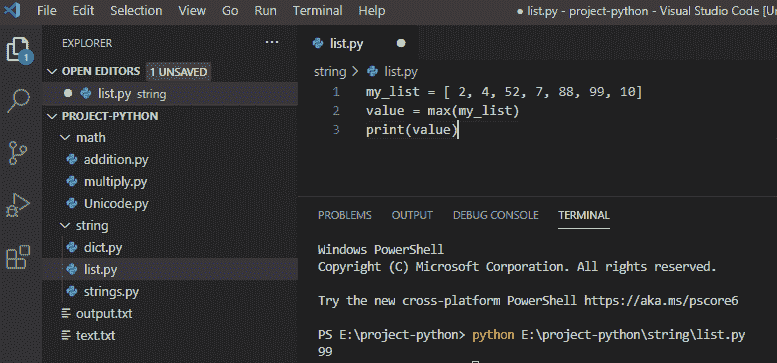 File Edit Selection View Go Run Terminal Help
list.py - project-python - Visual Studio Code [Un
EXPLORER
1
OPEN EDITORS 1 UNSAVED
list.py string
PROJECT-PYTHON
math
addition.py
multiply.py
Unicode.py
string
dict.py
list.py
strings.py
output.txt
text.txt
list.py
string > list.py
1 my_list = [ 2, 4, 52, 7, 88, 99, 10]
2 value = max(my_list)
3 print(value)
PROBLEMS OUTPUT DEBUG CONSOLE TERMINAL
Windows PowerShell
Copyright (C) Microsoft Corporation. All rights reserved.
Try the new cross-platform PowerShell https://aka.ms/pscore6
PS E:\project-python> python E:\project-python\string\list.py
99